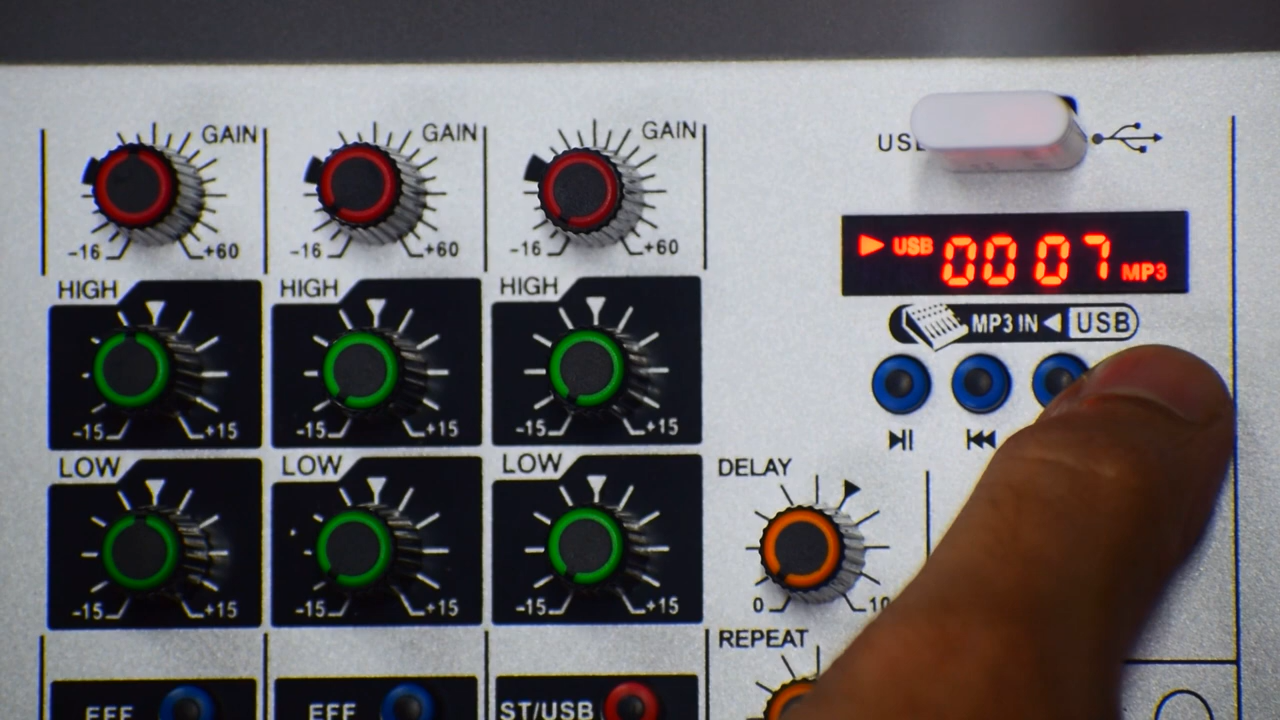 GAIN GAIN GAIN
USB
-16 +60 -16 +60 -16 +60
USB 00 07 MP3
HIGH HIGH HIGH
MP3 IN USB
-15 +15 -15 +15 -15 +15
LOW LOW LOW DELAY
-15 +15 -15 +15 -15 +15 0 10
REPEAT
EFF EFF ST/USB